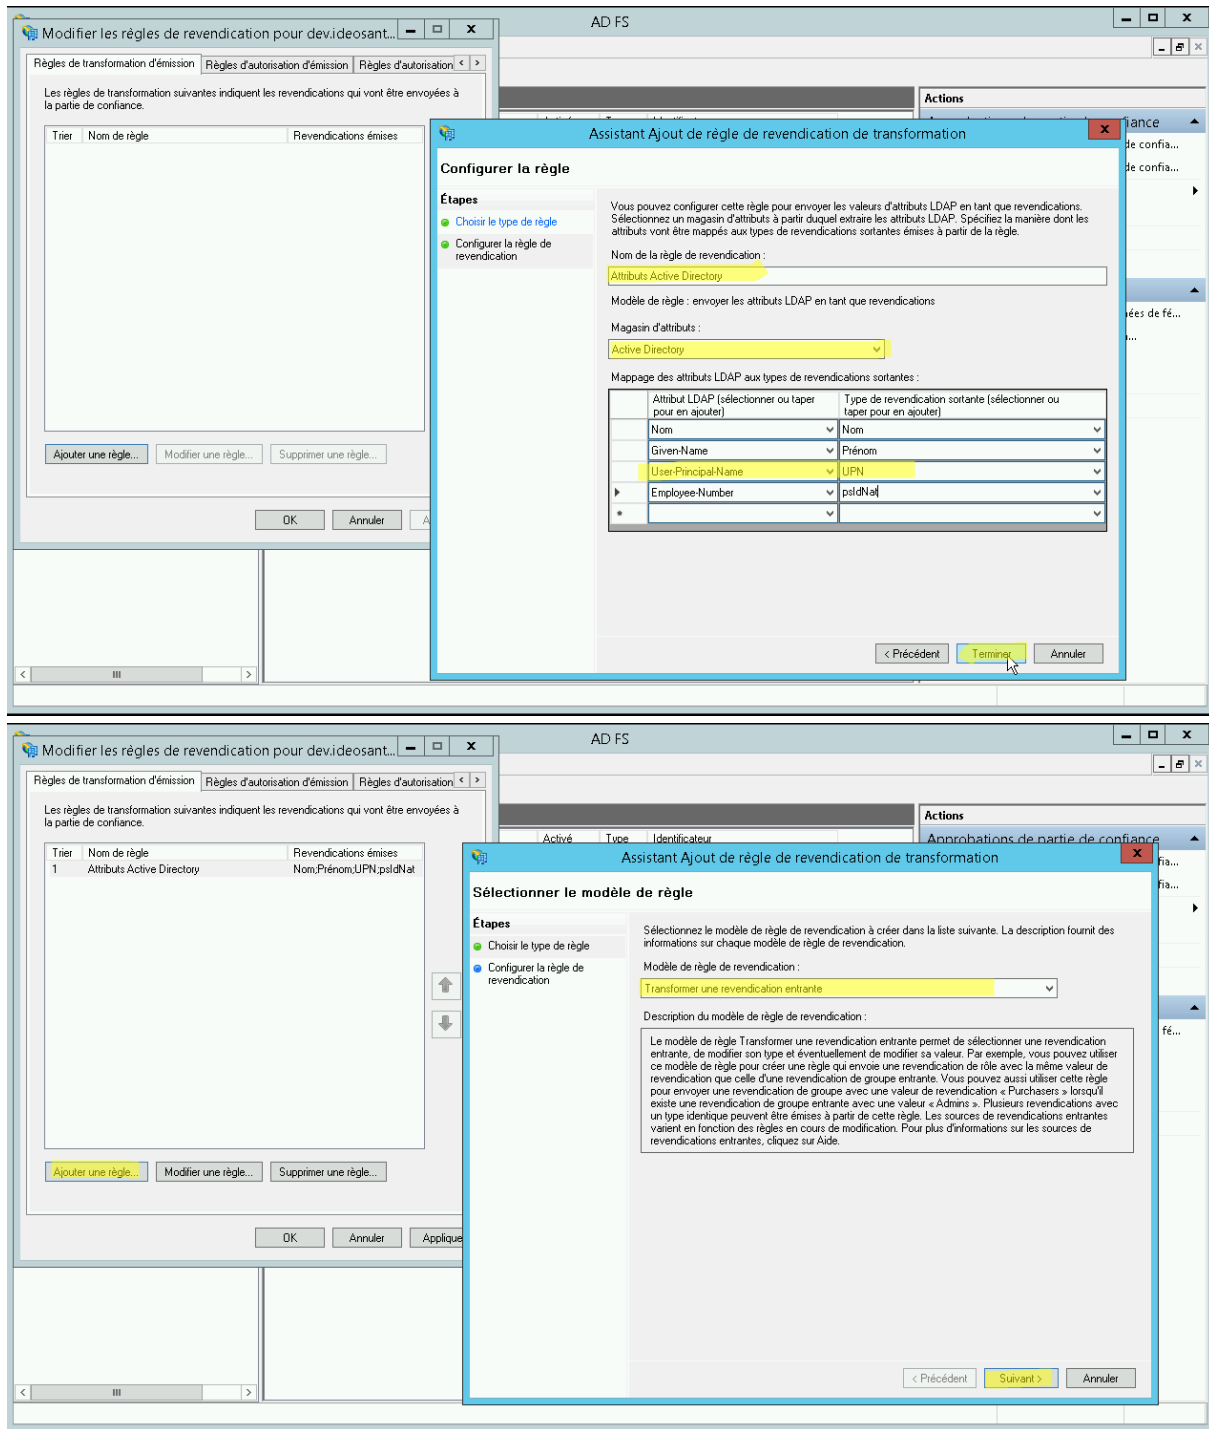 AD FS
Modifier les règles de revendication pour dev.ideosant...
Règles de transformation d'émission
Règles d'autorisation d'émission
Règles d'autorisation
Les règles de transformation suivantes indiquent les revendications qui vont être envoyées à
la partie de confiance.
Trier
Nom de règle
Revendications émises
Ajouter une règle...
Modifier une règle...
Supprimer une règle...
OK
Annuler
Actions
de confia...
de confia...
Assistant Ajout de règle de revendication de transformation
Configurer la règle
Étapes
Choisir le type de règle
Configurer la règle de
revendication
Vous pouvez configurer cette règle pour envoyer les valeurs d'attributs LDAP en tant que revendications.
Sélectionnez un magasin d'attributs à partir duquel extraire les attributs LDAP. Spécifiez la manière dont les
attributs vont être mappés aux types de revendications sortantes émises à partir de la règle.
Nom de la règle de revendication :
Attributs Active Directory
Modèle de règle : envoyer les attributs LDAP en tant que revendications
Magasin d'attributs :
Active Directory
Mappage des attributs LDAP aux types de revendications sortantes :
Attribut LDAP (sélectionner ou taper
pour en ajouter)
Type de revendication sortante (sélectionner ou
taper pour en ajouter)
Nom
Nom
Given-Name
Prénom
User-Principal-Name
UPN
Employee-Number
psIdNat
< Précédent
Terminer
Annuler
AD FS
Modifier les règles de revendication pour dev.ideosant...
Règles de transformation d'émission
Règles d'autorisation d'émission
Règles d'autorisation
Les règles de transformation suivantes indiquent les revendications qui vont être envoyées à
la partie de confiance.
Trier
Nom de règle
Revendications émises
1
Attributs Active Directory
Nom;Prénom;UPN;psIdNat
Ajouter une règle...
Modifier une règle...
Supprimer une règle...
OK
Annuler
Applique
Activé
Type
Identificateur
Actions
Approbations de partie de confiance
Assistant Ajout de règle de revendication de transformation
Sélectionner le modèle de règle
Étapes
Choisir le type de règle
Configurer la règle de
revendication
Sélectionnez le modèle de règle de revendication à créer dans la liste suivante. La description fournit des
informations sur chaque modèle de règle de revendication.
Modèle de règle de revendication :
Transformer une revendication entrante
Description du modèle de règle de revendication :
Le modèle de règle Transformer une revendication entrante permet de sélectionner une revendication
entrante, de modifier son type et éventuellement de modifier sa valeur. Par exemple, vous pouvez utiliser
ce modèle de règle pour créer une règle qui envoie une revendication de rôle avec la même valeur de
revendication que celle d'une revendication de groupe entrante. Vous pouvez aussi utiliser cette règle
pour envoyer une revendication de groupe avec une valeur de revendication « Purchasers » lorsqu'il
existe une revendication de groupe entrante avec une valeur « Admins ». Plusieurs revendications avec
un type identique peuvent être émises à partir de cette règle. Les sources de revendications entrantes
varient en fonction des règles en cours de modification. Pour plus d'informations sur les sources de
revendications entrantes, cliquez sur Aide.
< Précédent
Suivant >
Annuler